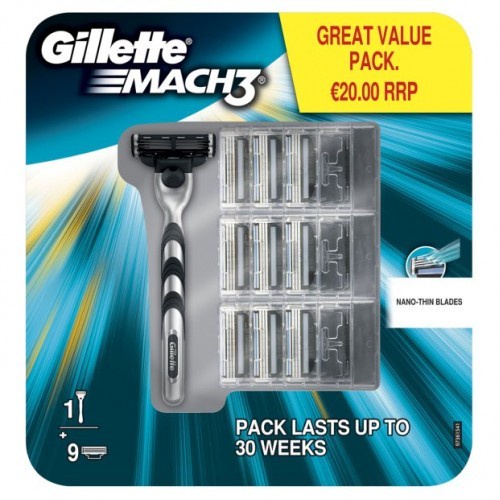 Gillette
MACH3
GREAT VALUE
PACK.
€20.00 RRP
NANO-THIN BLADES
Gillette
1
+
9
PACK LASTS UP TO
30 WEEKS
97361541